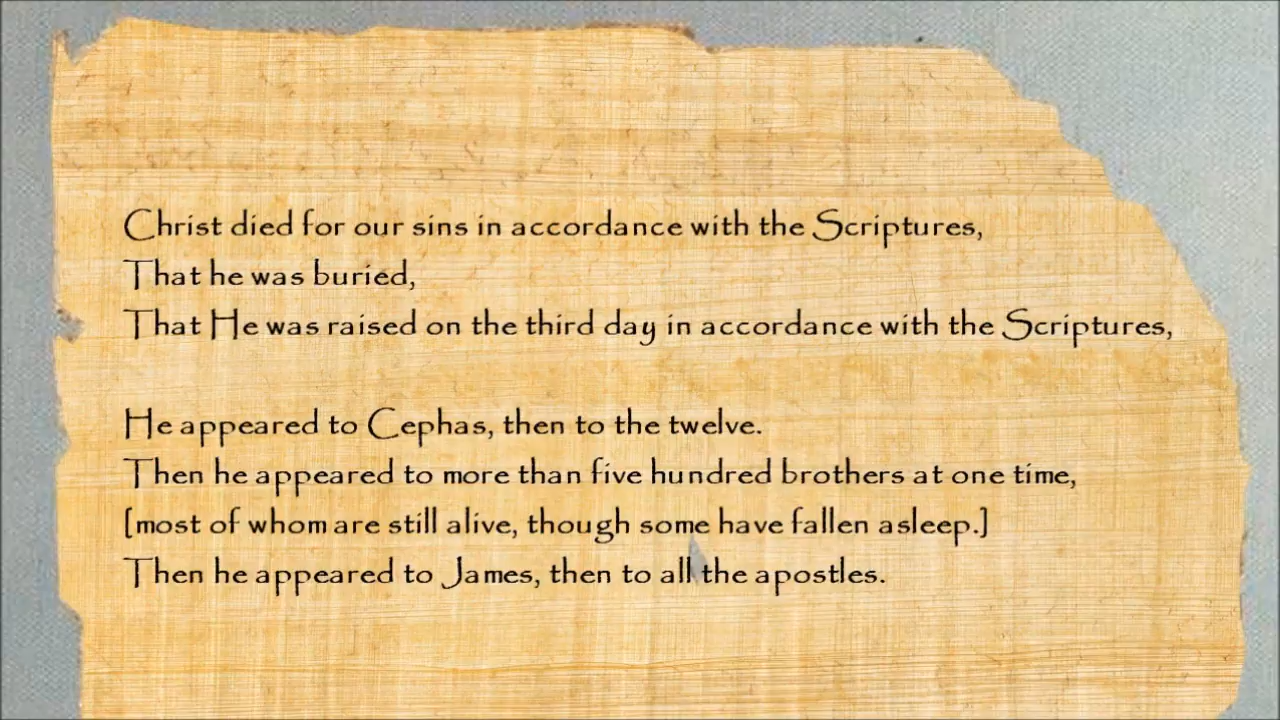 Christ died for our sins in accordance with the Scriptures,
That he was buried,
That He was raised on the third day in accordance with the Scriptures,
He appeared to Cephas, then to the twelve.
Then he appeared to more than five hundred brothers at one time,
[most of whom are still alive, though some have fallen asleep.]
Then he appeared to James, then to all the apostles.